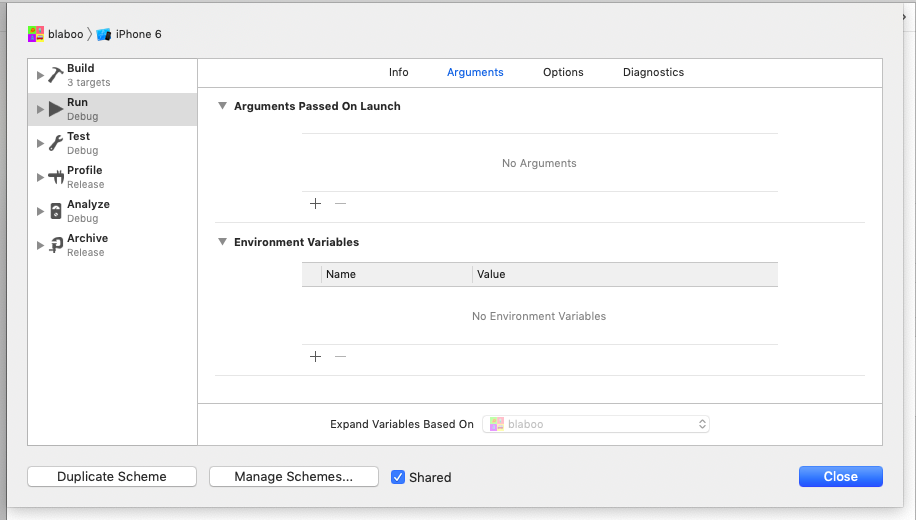 blaboo iPhone 6
Build
3 targets
Run
Debug
Test
Debug
Profile
Release
Analyze
Debug
Archive
Release
Info Arguments Options Diagnostics
Arguments Passed On Launch
No Arguments
Environment Variables
Name Value
No Environment Variables
Expand Variables Based On blaboo
Duplicate Scheme Manage Schemes... Shared Close